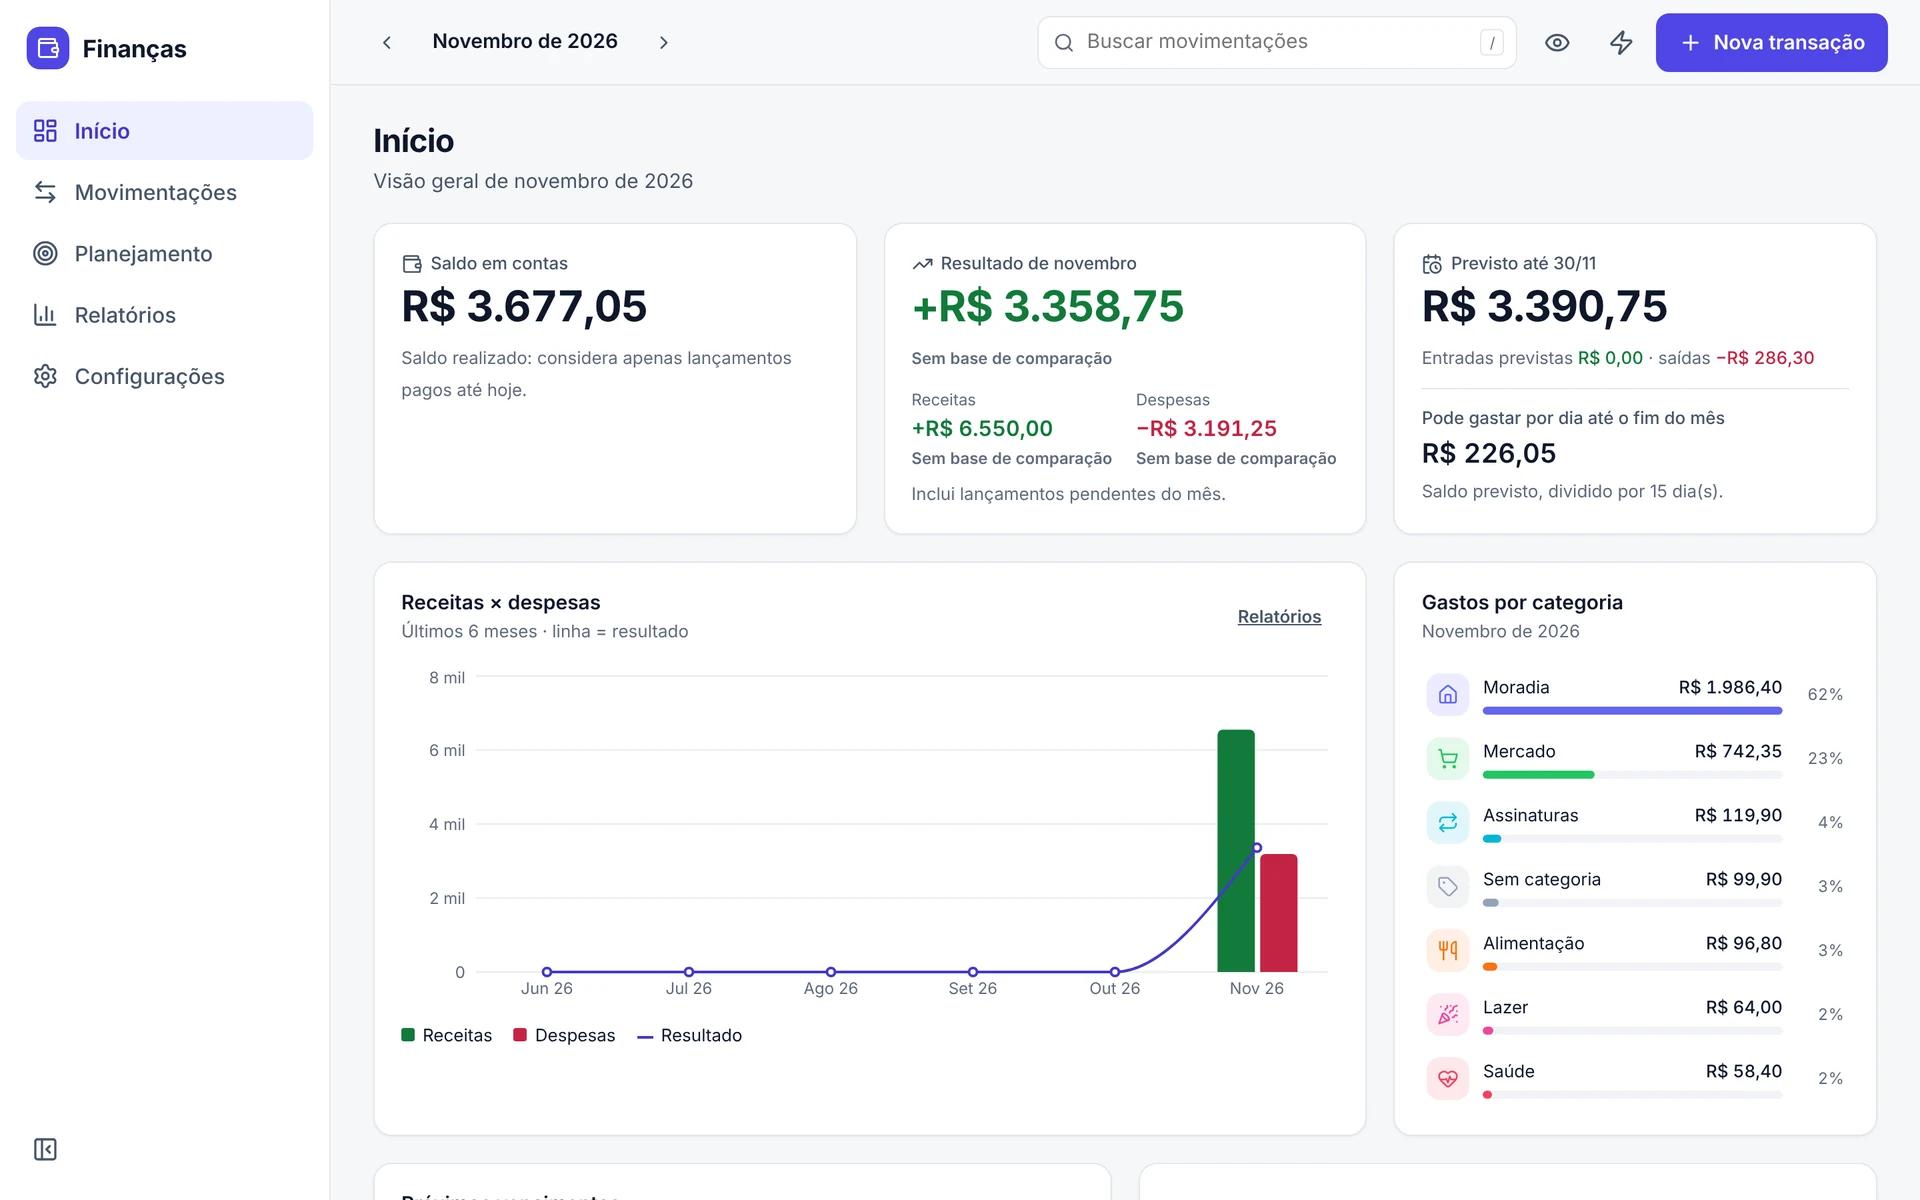 Finanças
Início
Movimentações
Planejamento
Relatórios
Configurações
Novembro de 2026
Buscar movimentações
/
Nova transação
Início
Visão geral de novembro de 2026
Saldo em contas
R$ 3.677,05
Saldo realizado: considera apenas lançamentos
pagos até hoje.
Resultado de novembro
+R$ 3.358,75
Sem base de comparação
Receitas
+R$ 6.550,00
Sem base de comparação
Despesas
−R$ 3.191,25
Sem base de comparação
Inclui lançamentos pendentes do mês.
Previsto até 30/11
R$ 3.390,75
Entradas previstas R$ 0,00 · saídas −R$ 286,30
Pode gastar por dia até o fim do mês
R$ 226,05
Saldo previsto, dividido por 15 dia(s).
Receitas × despesas
Últimos 6 meses · linha = resultado
Relatórios
8 mil
6 mil
4 mil
2 mil
0
Jun 26
Jul 26
Ago 26
Set 26
Out 26
Nov 26
Receitas
Despesas
Resultado
Gastos por categoria
Novembro de 2026
Moradia R$ 1.986,40 62%
Mercado R$ 742,35 23%
Assinaturas R$ 119,90 4%
Sem categoria R$ 99,90 3%
Alimentação R$ 96,80 3%
Lazer R$ 64,00 2%
Saúde R$ 58,40 2%